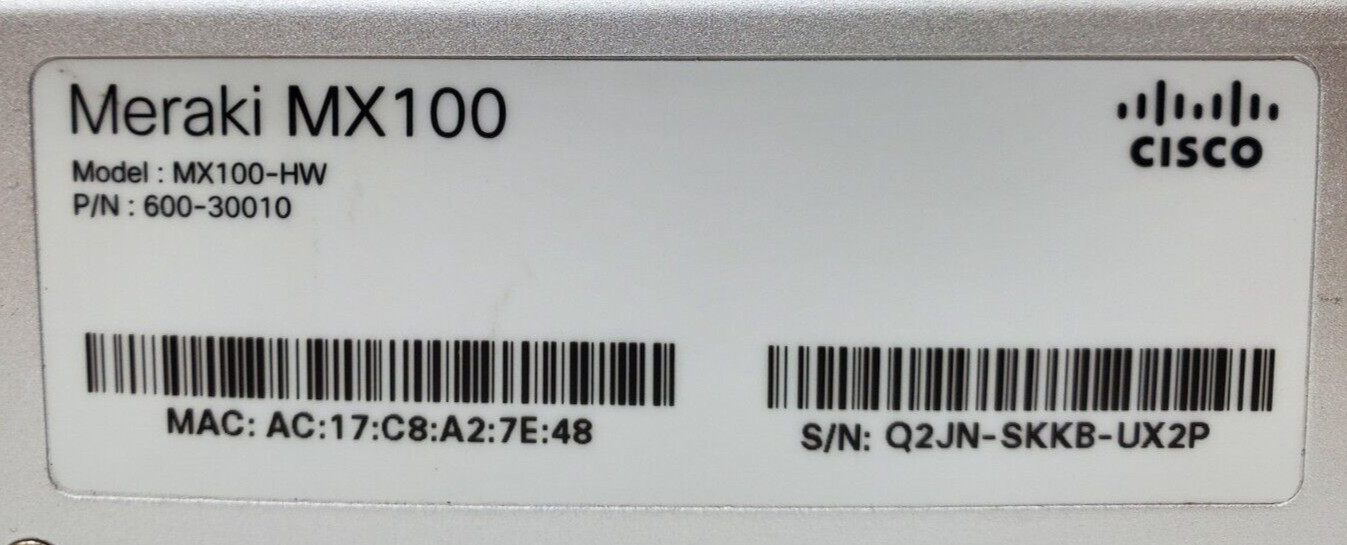 Meraki MX100
CISCO
Model : MX100-HW
P/N : 600-30010
MAC: AC:17:C8:A2:7E:48
S/N: Q2JN-SKKB-UX2P